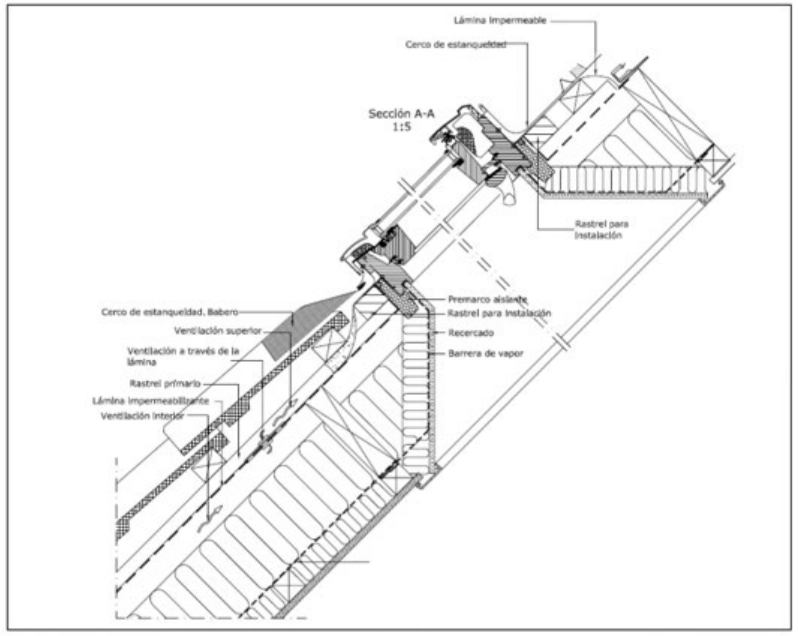 Lámina Impermeable
Cerco de estanqueidad
Sección A-A
1:5
Rastrel para
Instalación
Premarco aislante
Cerco de estanqueidad. Babero
Rastrel para Instalación
Ventilación superior
Recercado
Ventilación a través de la
lámina
Barrera de vapor
Rastrel primario
Lámina Impermeabilizante
Ventilación Interior